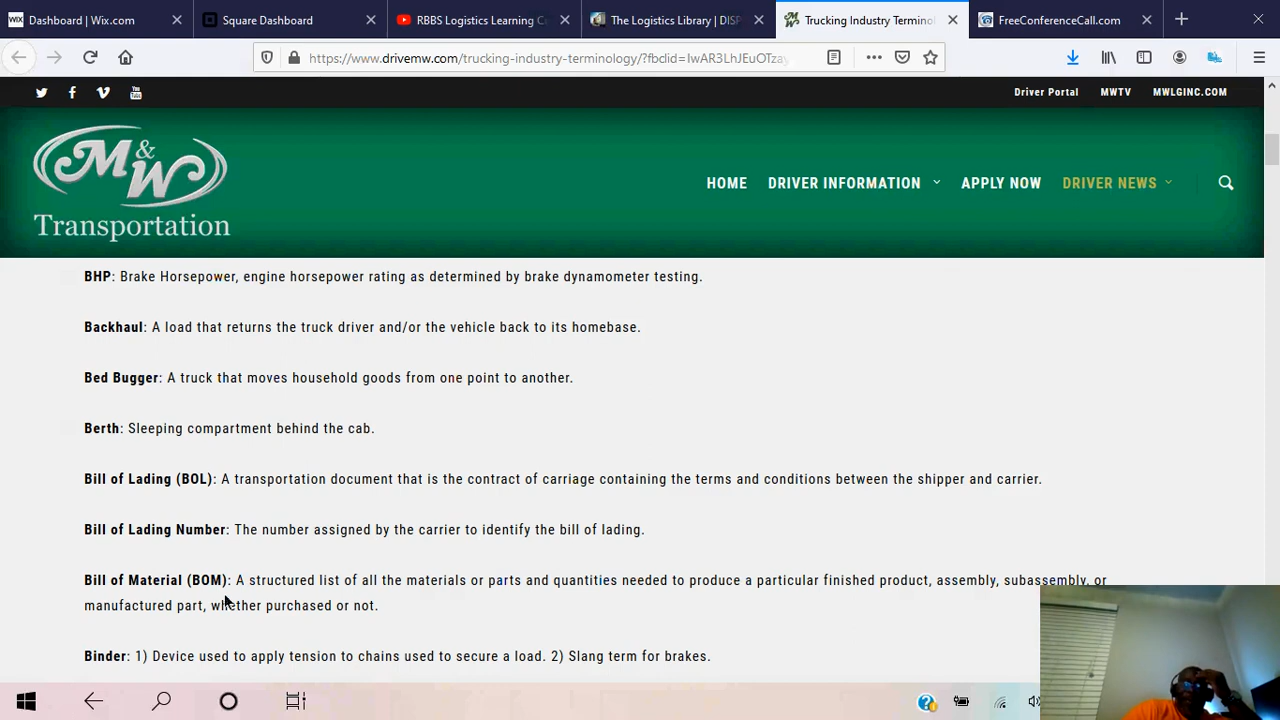 Dashboard | Wix.com
Square Dashboard
RBBS Logistics Learning C
The Logistics Library | DISP
Trucking Industry Terminolo
FreeConferenceCall.com
https://www.drivemw.com/trucking-industry-terminology/?fbclid=IwAR3LhJEuOTzay
Driver Portal MWTV MWLGINC.COM
M&W
Transportation
HOME DRIVER INFORMATION APPLY NOW DRIVER NEWS
BHP: Brake Horsepower, engine horsepower rating as determined by brake dynamometer testing.
Backhaul: A load that returns the truck driver and/or the vehicle back to its homebase.
Bed Bugger: A truck that moves household goods from one point to another.
Berth: Sleeping compartment behind the cab.
Bill of Lading (BOL): A transportation document that is the contract of carriage containing the terms and conditions between the shipper and carrier.
Bill of Lading Number: The number assigned by the carrier to identify the bill of lading.
Bill of Material (BOM): A structured list of all the materials or parts and quantities needed to produce a particular finished product, assembly, subassembly, or
manufactured part, whether purchased or not.
Binder: 1) Device used to apply tension to chains used to secure a load. 2) Slang term for brakes.